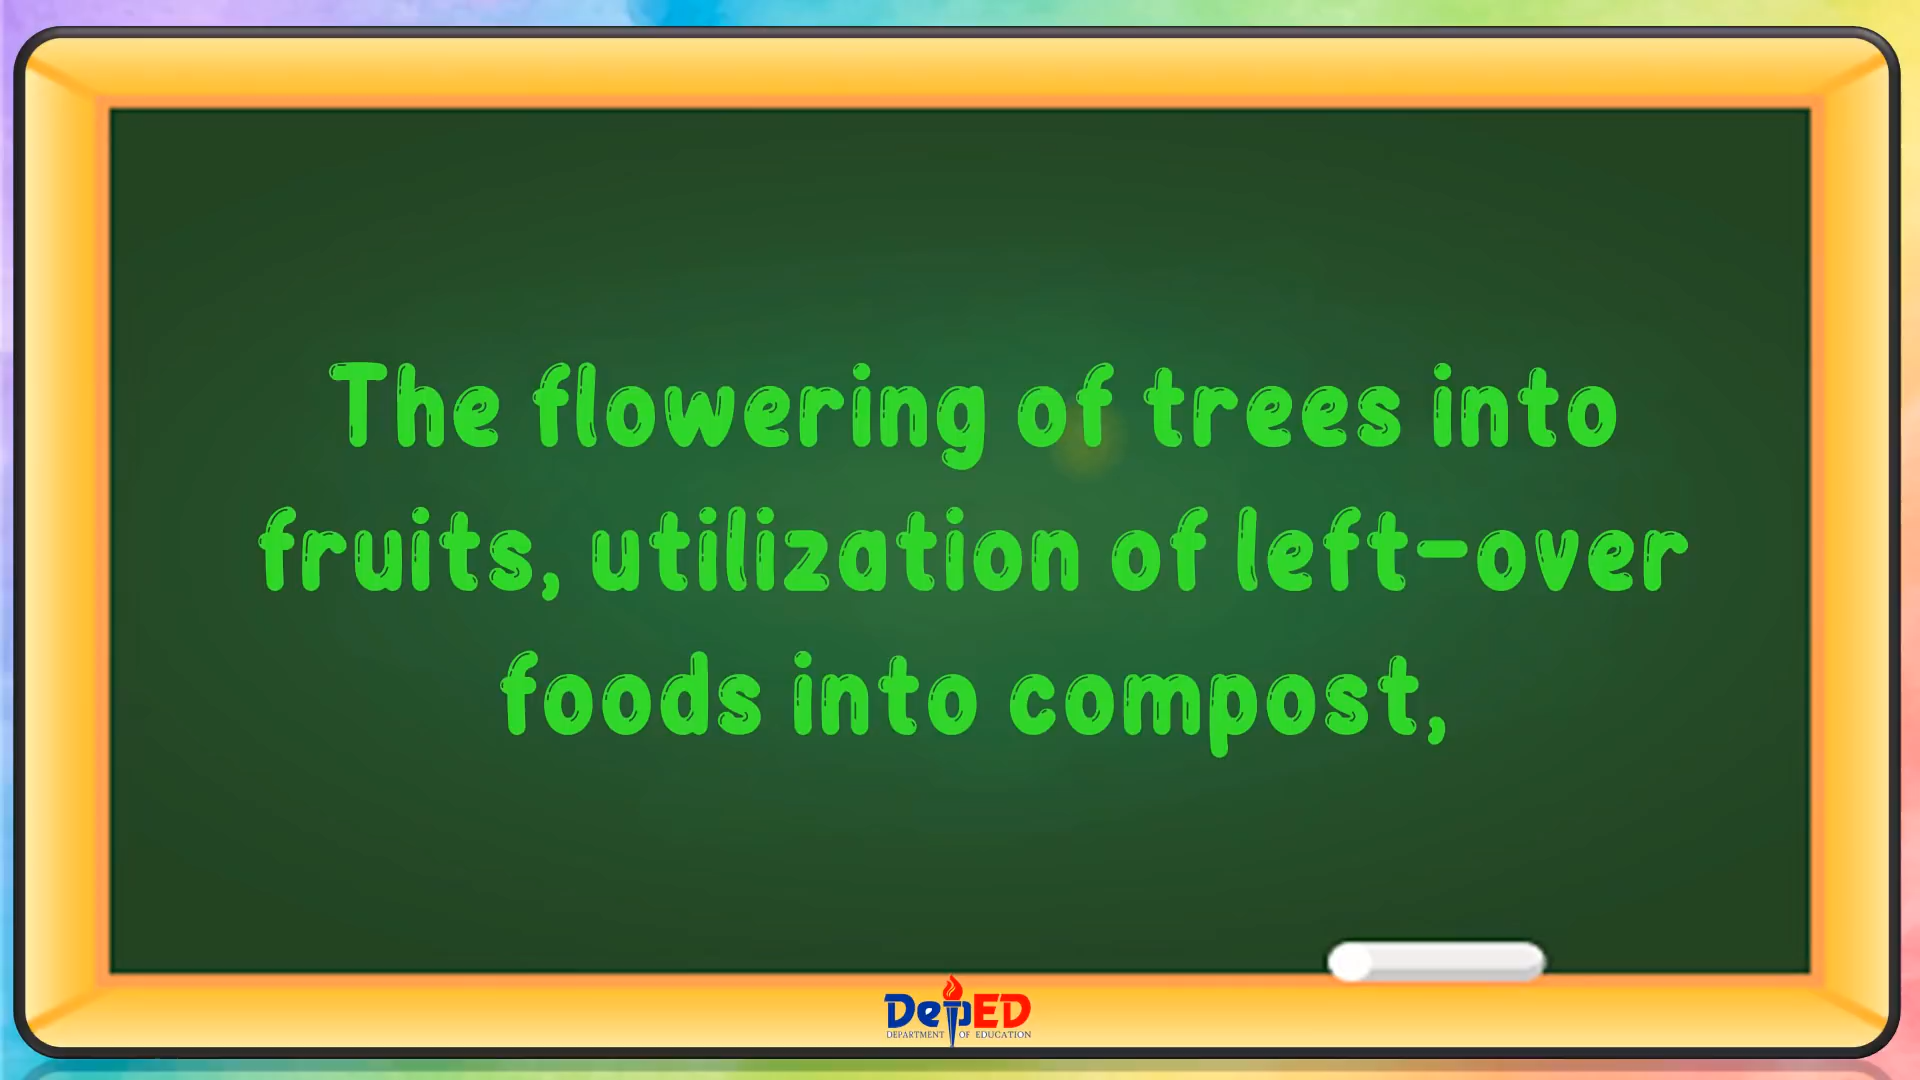 The flowering of trees into
fruits, utilization of left-over
foods into compost,
DepED
DEPARTMENT OF EDUCATION